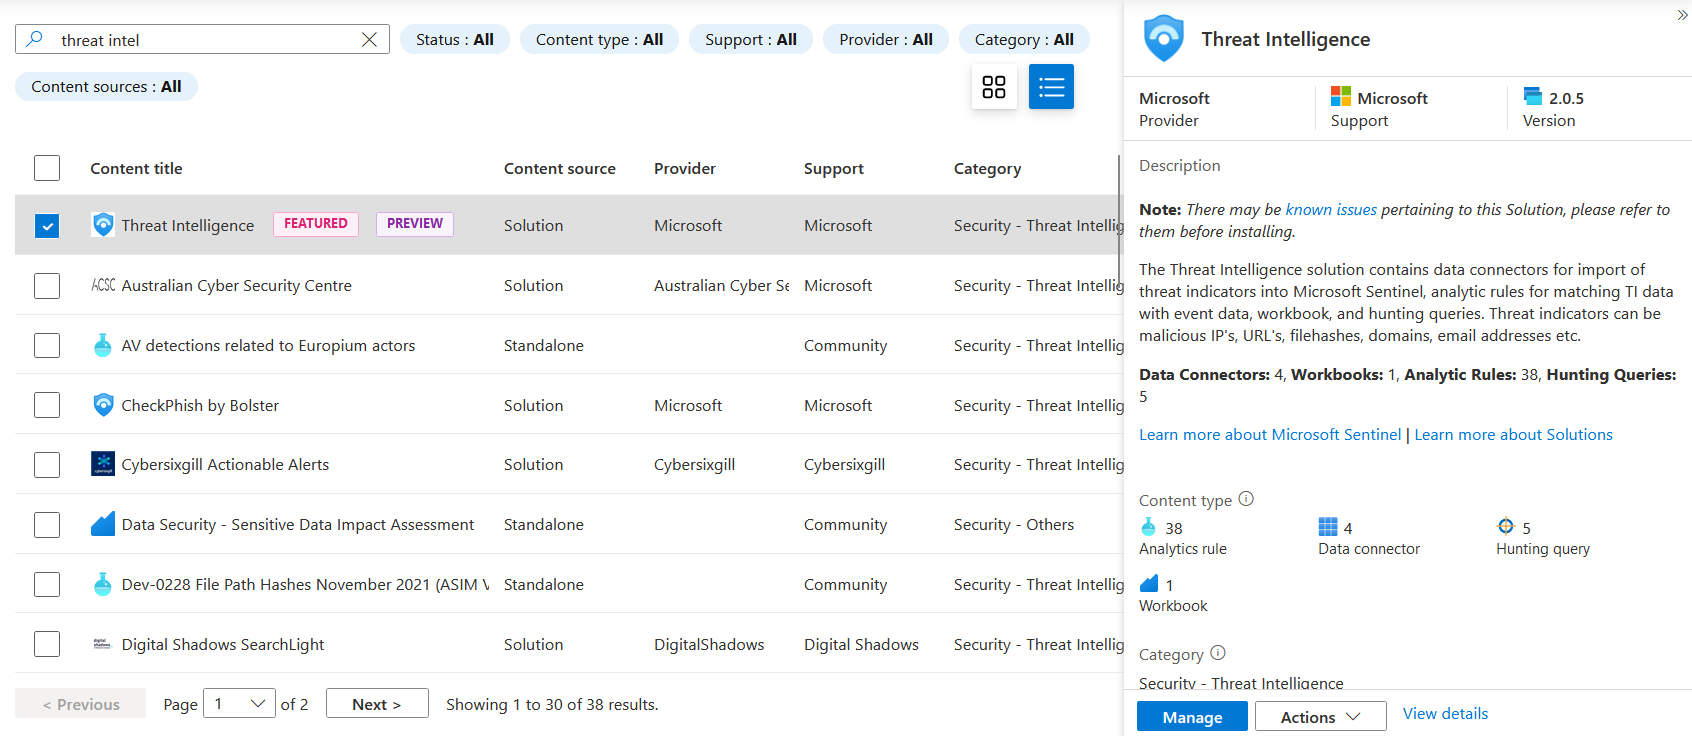 threat intel
Status : All
Content type : All
Support : All
Provider : All
Category : All
Content sources : All
Content title Content source Provider Support Category
Threat Intelligence FEATURED PREVIEW Solution Microsoft Microsoft Security - Threat Intellig
ACSC Australian Cyber Security Centre Solution Australian Cyber Se Microsoft Security - Threat Intellig
AV detections related to Europium actors Standalone Community Security - Threat Intellig
CheckPhish by Bolster Solution Microsoft Microsoft Security - Threat Intellig
Cybersixgill Actionable Alerts Solution Cybersixgill Cybersixgill Security - Threat Intellig
Data Security - Sensitive Data Impact Assessment Standalone Community Security - Others
Dev-0228 File Path Hashes November 2021 (ASIM V Standalone Community Security - Threat Intellig
digital shadows Digital Shadows SearchLight Solution DigitalShadows Digital Shadows Security - Threat Intellig
< Previous Page 1 of 2 Next > Showing 1 to 30 of 38 results.
Threat Intelligence
Microsoft
Provider
Microsoft
Support
2.0.5
Version
Description
Note: There may be known issues pertaining to this Solution, please refer to
them before installing.
The Threat Intelligence solution contains data connectors for import of
threat indicators into Microsoft Sentinel, analytic rules for matching TI data
with event data, workbook, and hunting queries. Threat indicators can be
malicious IP's, URL's, filehashes, domains, email addresses etc.
Data Connectors: 4, Workbooks: 1, Analytic Rules: 38, Hunting Queries:
5
Learn more about Microsoft Sentinel | Learn more about Solutions
Content type
38
Analytics rule
4
Data connector
5
Hunting query
1
Workbook
Category
Security - Threat Intelligence
Manage Actions View details